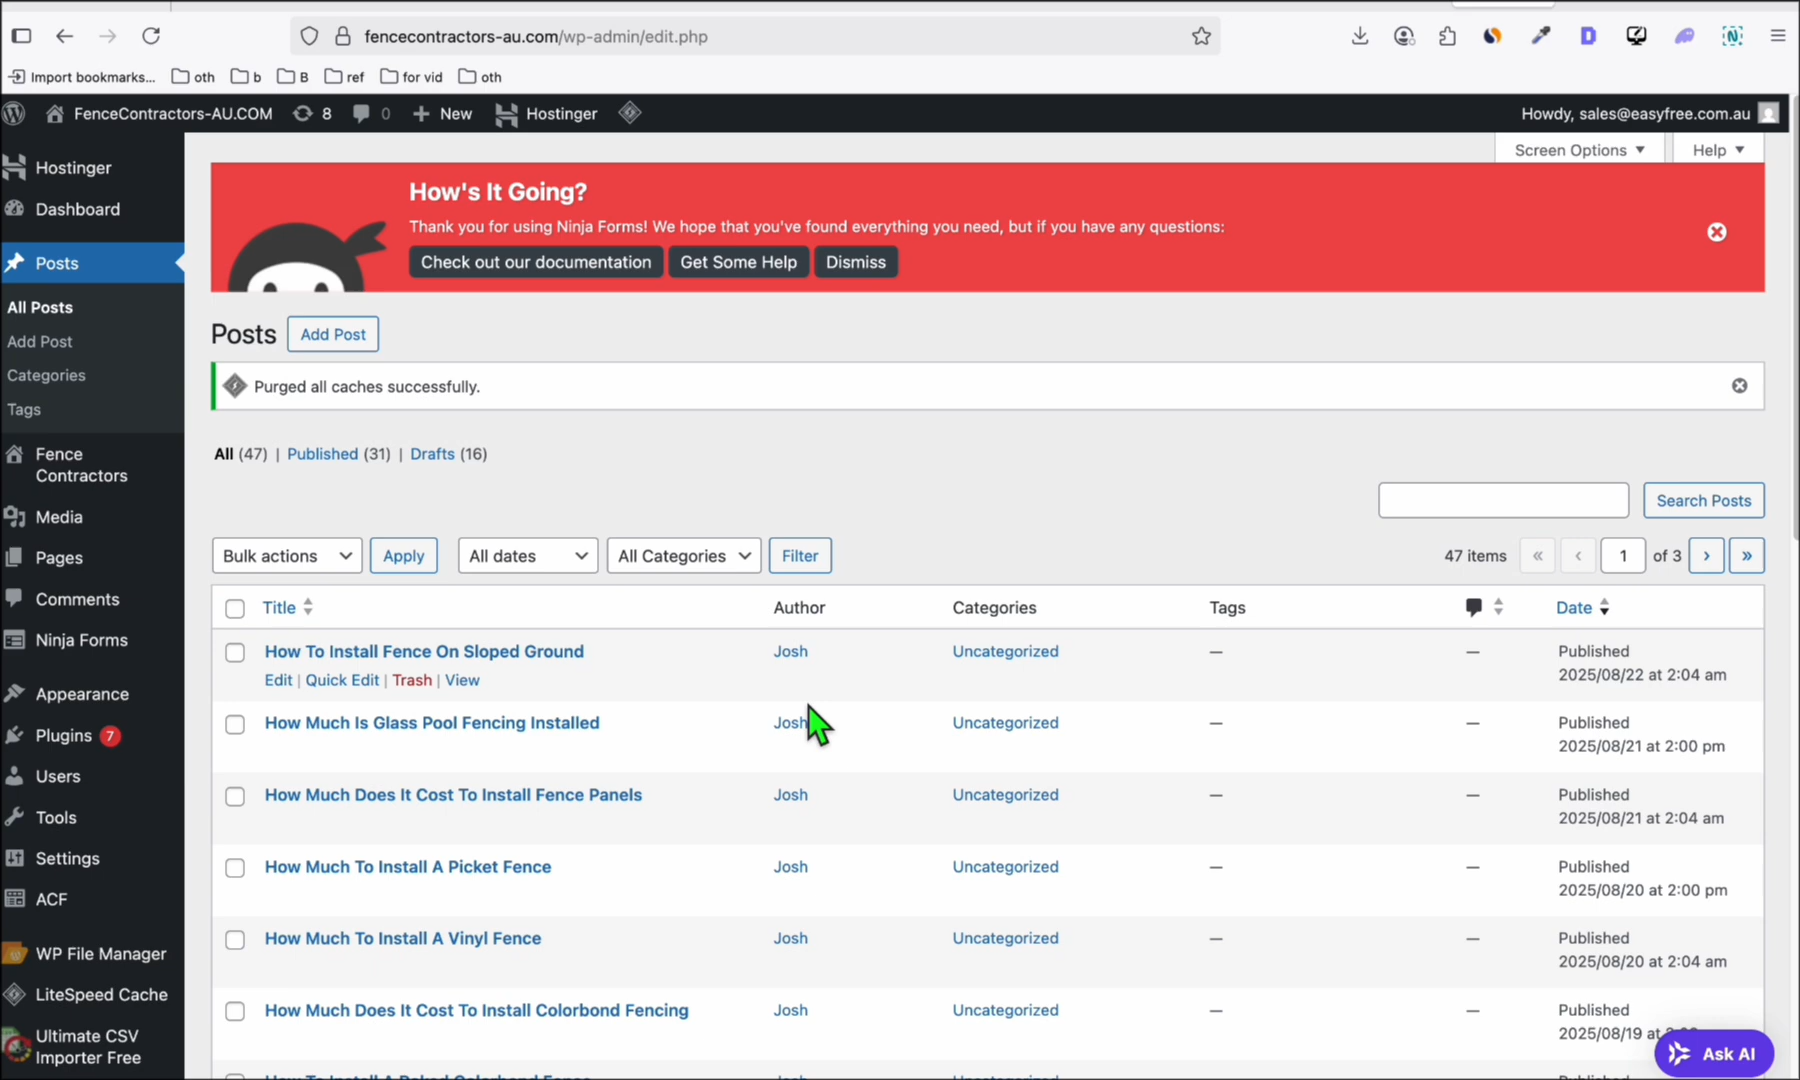 fencecontractors-au.com/wp-admin/edit.php
Import bookmarks...
oth
b
B
ref
for vid
oth
FenceContractors-AU.COM
8
0
New
Hostinger
Howdy, sales@easyfree.com.au
Hostinger
Dashboard
Posts
All Posts
Add Post
Categories
Tags
Fence
Contractors
Media
Pages
Comments
Ninja Forms
Appearance
Plugins 7
Users
Tools
Settings
ACF
WP File Manager
LiteSpeed Cache
Ultimate CSV
Importer Free
Screen Options
Help
How's It Going?
Thank you for using Ninja Forms! We hope that you've found everything you need, but if you have any questions:
Check out our documentation
Get Some Help
Dismiss
Posts
Add Post
Purged all caches successfully.
All (47) | Published (31) | Drafts (16)
Search Posts
Bulk actions
Apply
All dates
All Categories
Filter
47 items
«
‹
1
of 3
›
»
Title
Author
Categories
Tags
Date
How To Install Fence On Sloped Ground
Edit | Quick Edit | Trash | View
Josh
Uncategorized
—
—
Published
2025/08/22 at 2:04 am
How Much Is Glass Pool Fencing Installed
Josh
Uncategorized
—
—
Published
2025/08/21 at 2:00 pm
How Much Does It Cost To Install Fence Panels
Josh
Uncategorized
—
—
Published
2025/08/21 at 2:04 am
How Much To Install A Picket Fence
Josh
Uncategorized
—
—
Published
2025/08/20 at 2:00 pm
How Much To Install A Vinyl Fence
Josh
Uncategorized
—
—
Published
2025/08/20 at 2:04 am
How Much Does It Cost To Install Colorbond Fencing
Josh
Uncategorized
—
—
Published
2025/08/19 at
Ask AI